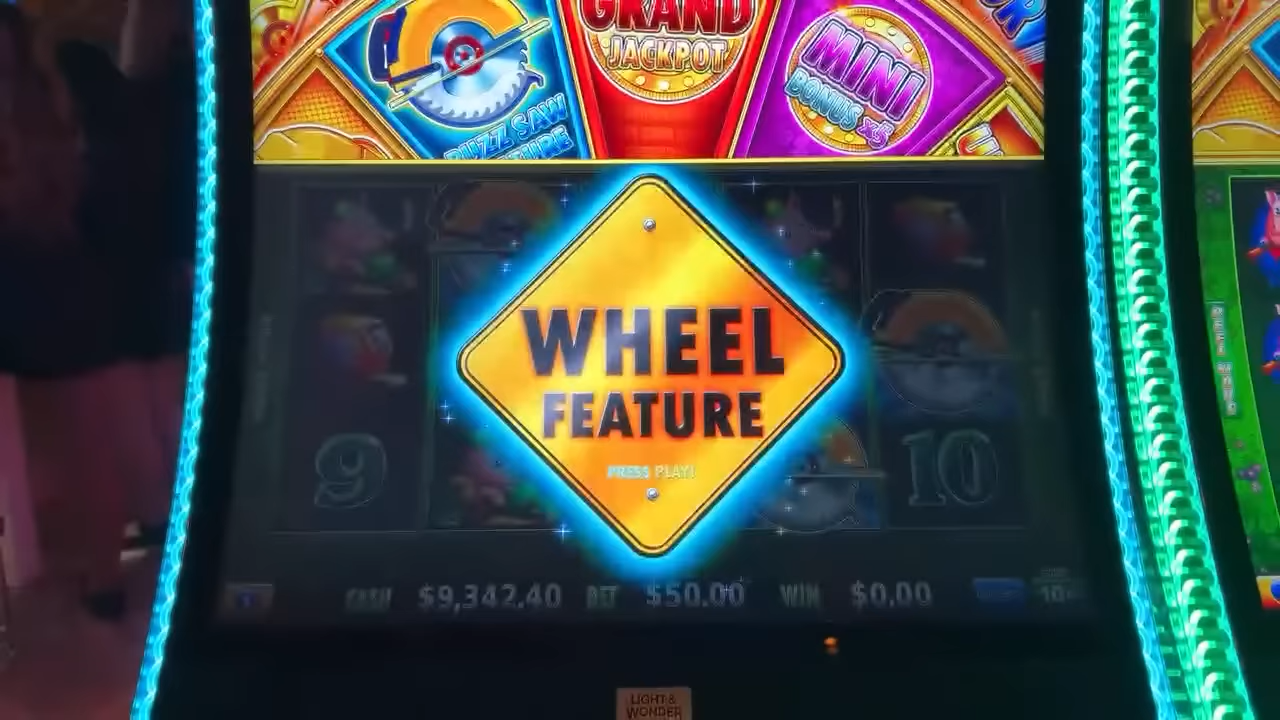 GRAND
JACKPOT
MINI
BONUS x5
BUZZ SAW
WHEEL
FEATURE
PRESS PLAY!
9
10
CASH $9,342.40 BET $50.00 WIN $0.00
LIGHT &
WONDER